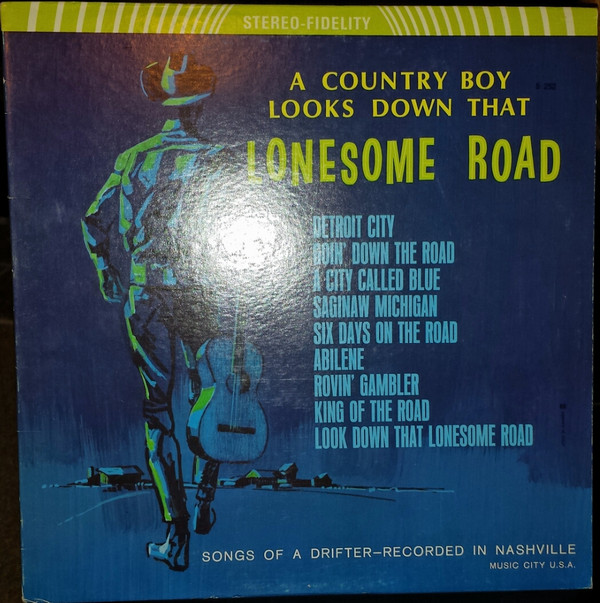 STEREO-FIDELITY
A COUNTRY BOY
LOOKS DOWN THAT
LONESOME ROAD
DETROIT CITY
GOIN' DOWN THE ROAD
A CITY CALLED BLUE
SAGINAW MICHIGAN
SIX DAYS ON THE ROAD
ABILENE
ROVIN' GAMBLER
KING OF THE ROAD
LOOK DOWN THAT LONESOME ROAD
SONGS OF A DRIFTER—RECORDED IN NASHVILLE
MUSIC CITY U.S.A.